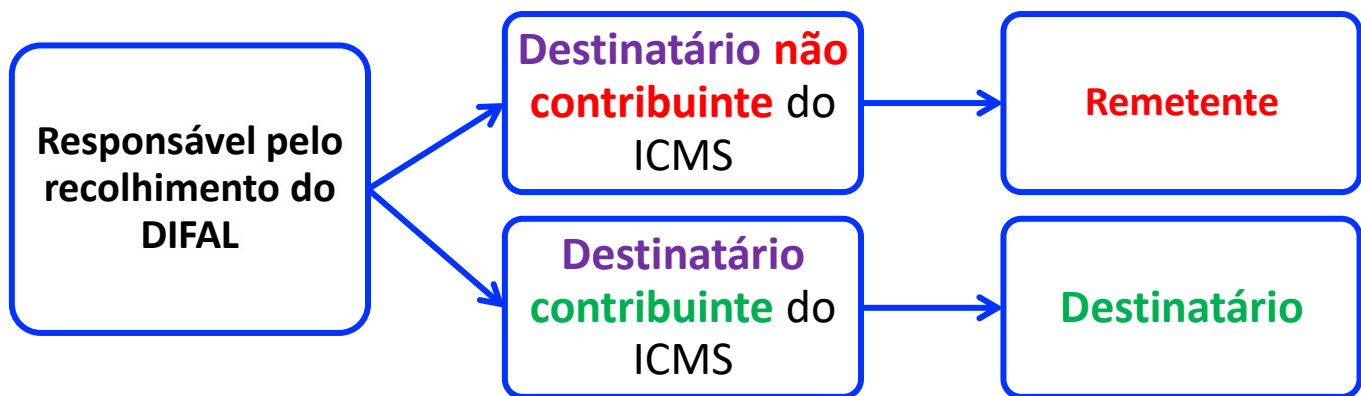 Responsável pelo
recolhimento do
DIFAL
Destinatário não
contribuinte do
ICMS
Remetente
Destinatário
contribuinte do
ICMS
Destinatário